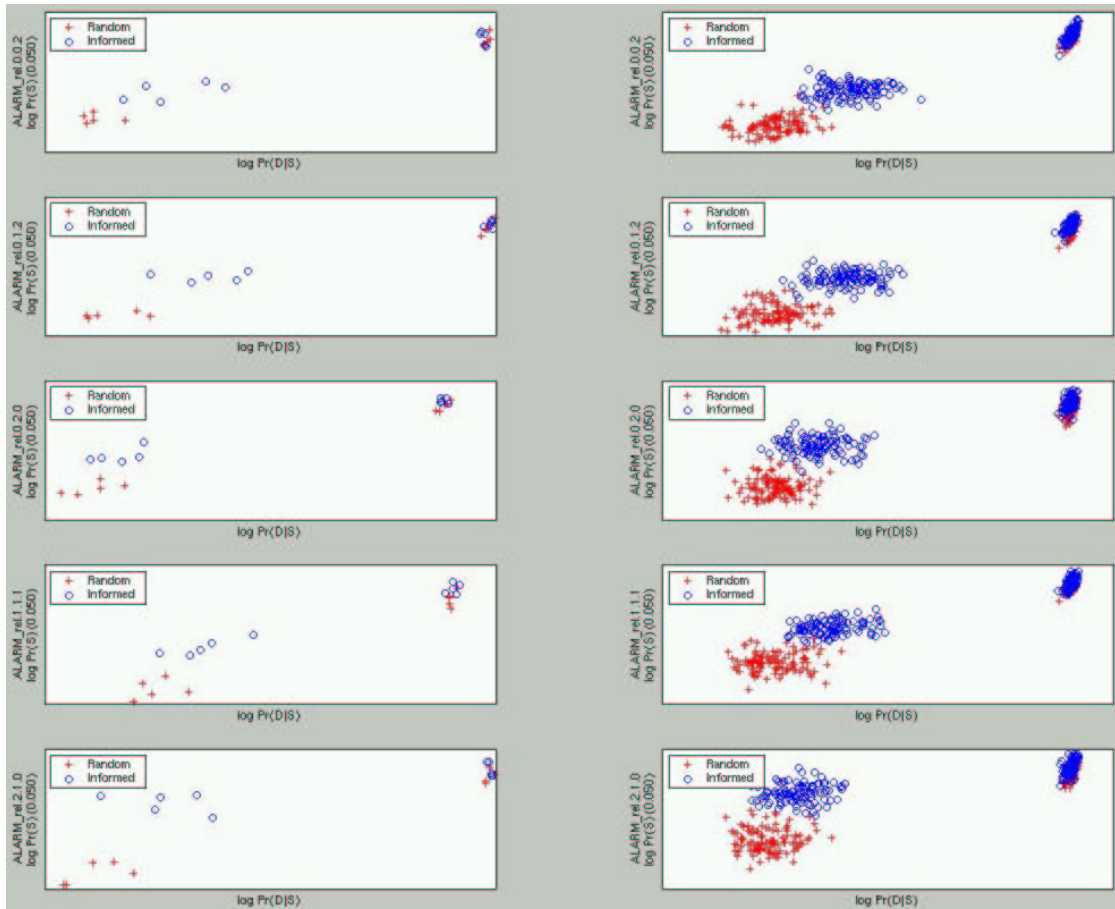 ALARM_rel.0.0.2
log Pr(S) (0.050)
Random
Informed
log Pr(D|S)
ALARM_rel.0.0.2
log Pr(S) (0.050)
Random
Informed
log Pr(D|S)
ALARM_rel.0.1.2
log Pr(S) (0.050)
Random
Informed
log Pr(D|S)
ALARM_rel.0.1.2
log Pr(S) (0.050)
Random
Informed
log Pr(D|S)
ALARM_rel.0.2.0
log Pr(S) (0.050)
Random
Informed
log Pr(D|S)
ALARM_rel.0.2.0
log Pr(S) (0.050)
Random
Informed
log Pr(D|S)
ALARM_rel.1.1.1
log Pr(S) (0.050)
Random
Informed
log Pr(D|S)
ALARM_rel.1.1.1
log Pr(S) (0.050)
Random
Informed
log Pr(D|S)
ALARM_rel.2.1.0
log Pr(S) (0.050)
Random
Informed
log Pr(D|S)
ALARM_rel.2.1.0
log Pr(S) (0.050)
Random
Informed
log Pr(D|S)